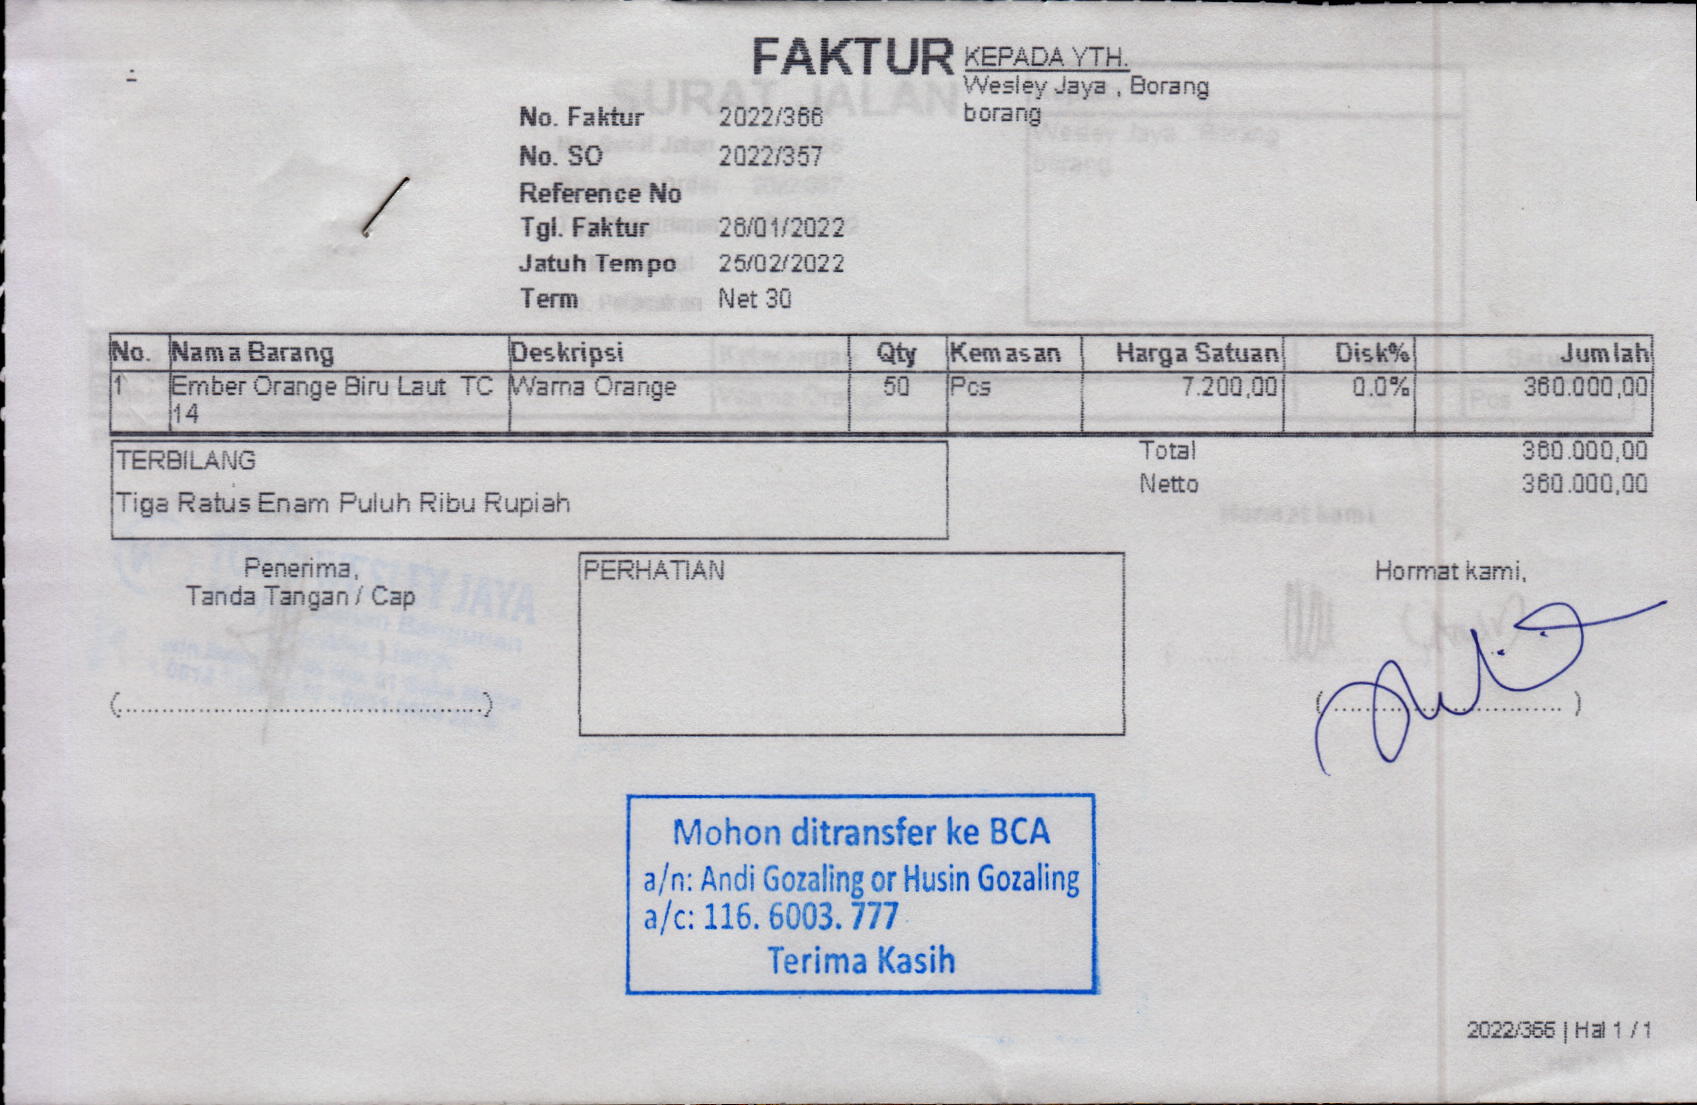 FAKTUR
KEPADA YTH.
Wesley Jaya , Borang
borang
No. Faktur 2022/366
No. SO 2022/357
Reference No
Tgl. Faktur 26/01/2022
Jatuh Tempo 25/02/2022
Term Net 30
No. Nama Barang Deskripsi Qty Kemasan Harga Satuan Disk% Jumlah
1 Ember Orange Biru Laut TC Warna Orange 50 Pcs 7.200,00 0.0% 360.000,00
14
TERBILANG
Tiga Ratus Enam Puluh Ribu Rupiah
Total 360.000,00
Netto 360.000,00
Penerima,
Tanda Tangan / Cap
PERHATIAN
Hormat kami,
Mohon ditransfer ke BCA
a/n: Andi Gozaling or Husin Gozaling
a/c: 116. 6003. 777
Terima Kasih
2022/366 | Hal 1 / 1